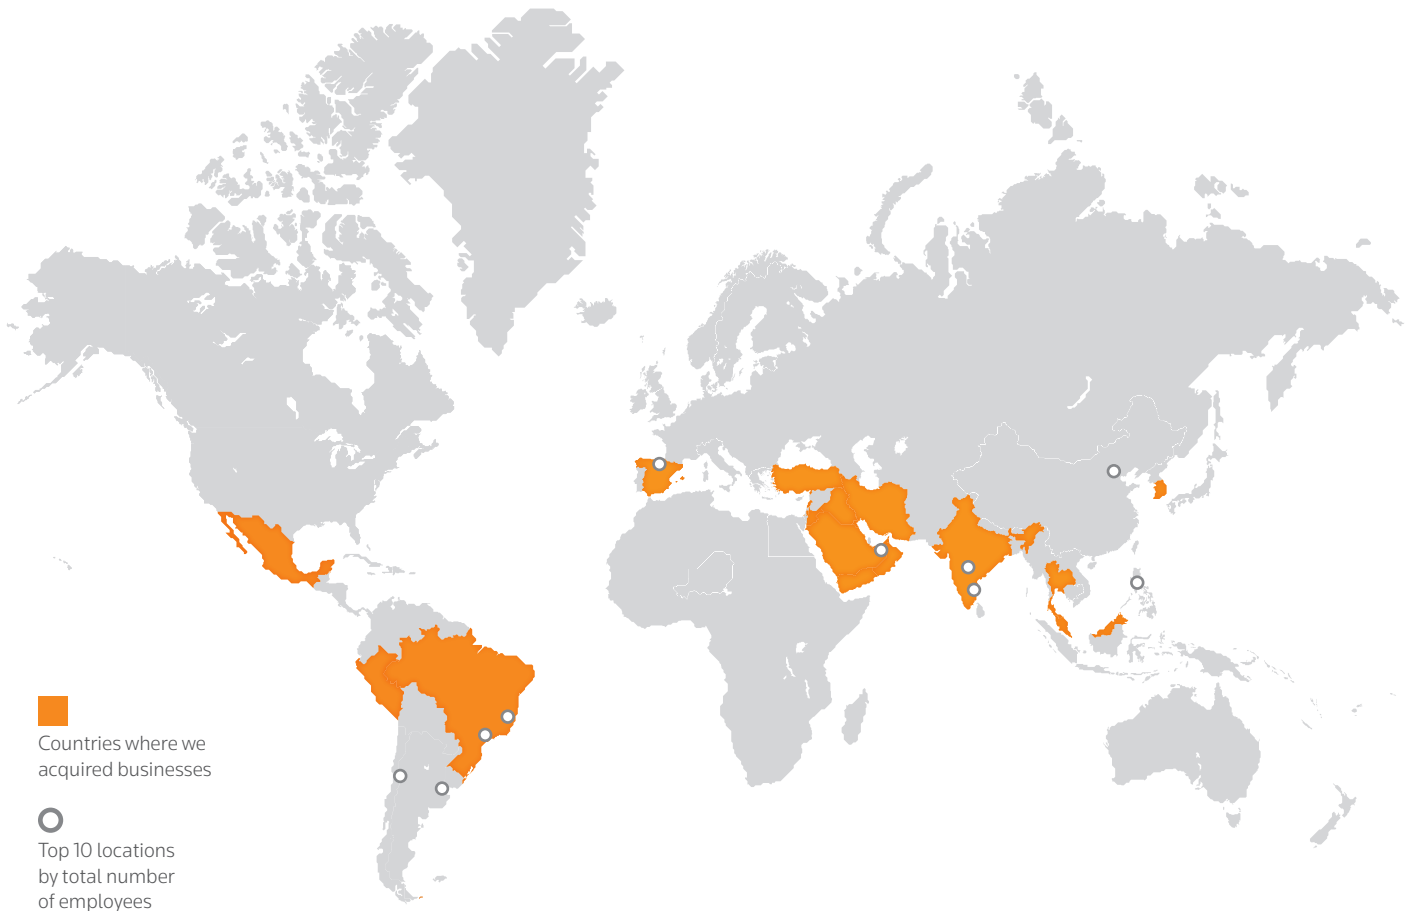 Countries where we
acquired businesses
Top 10 locations
by total number
of employees